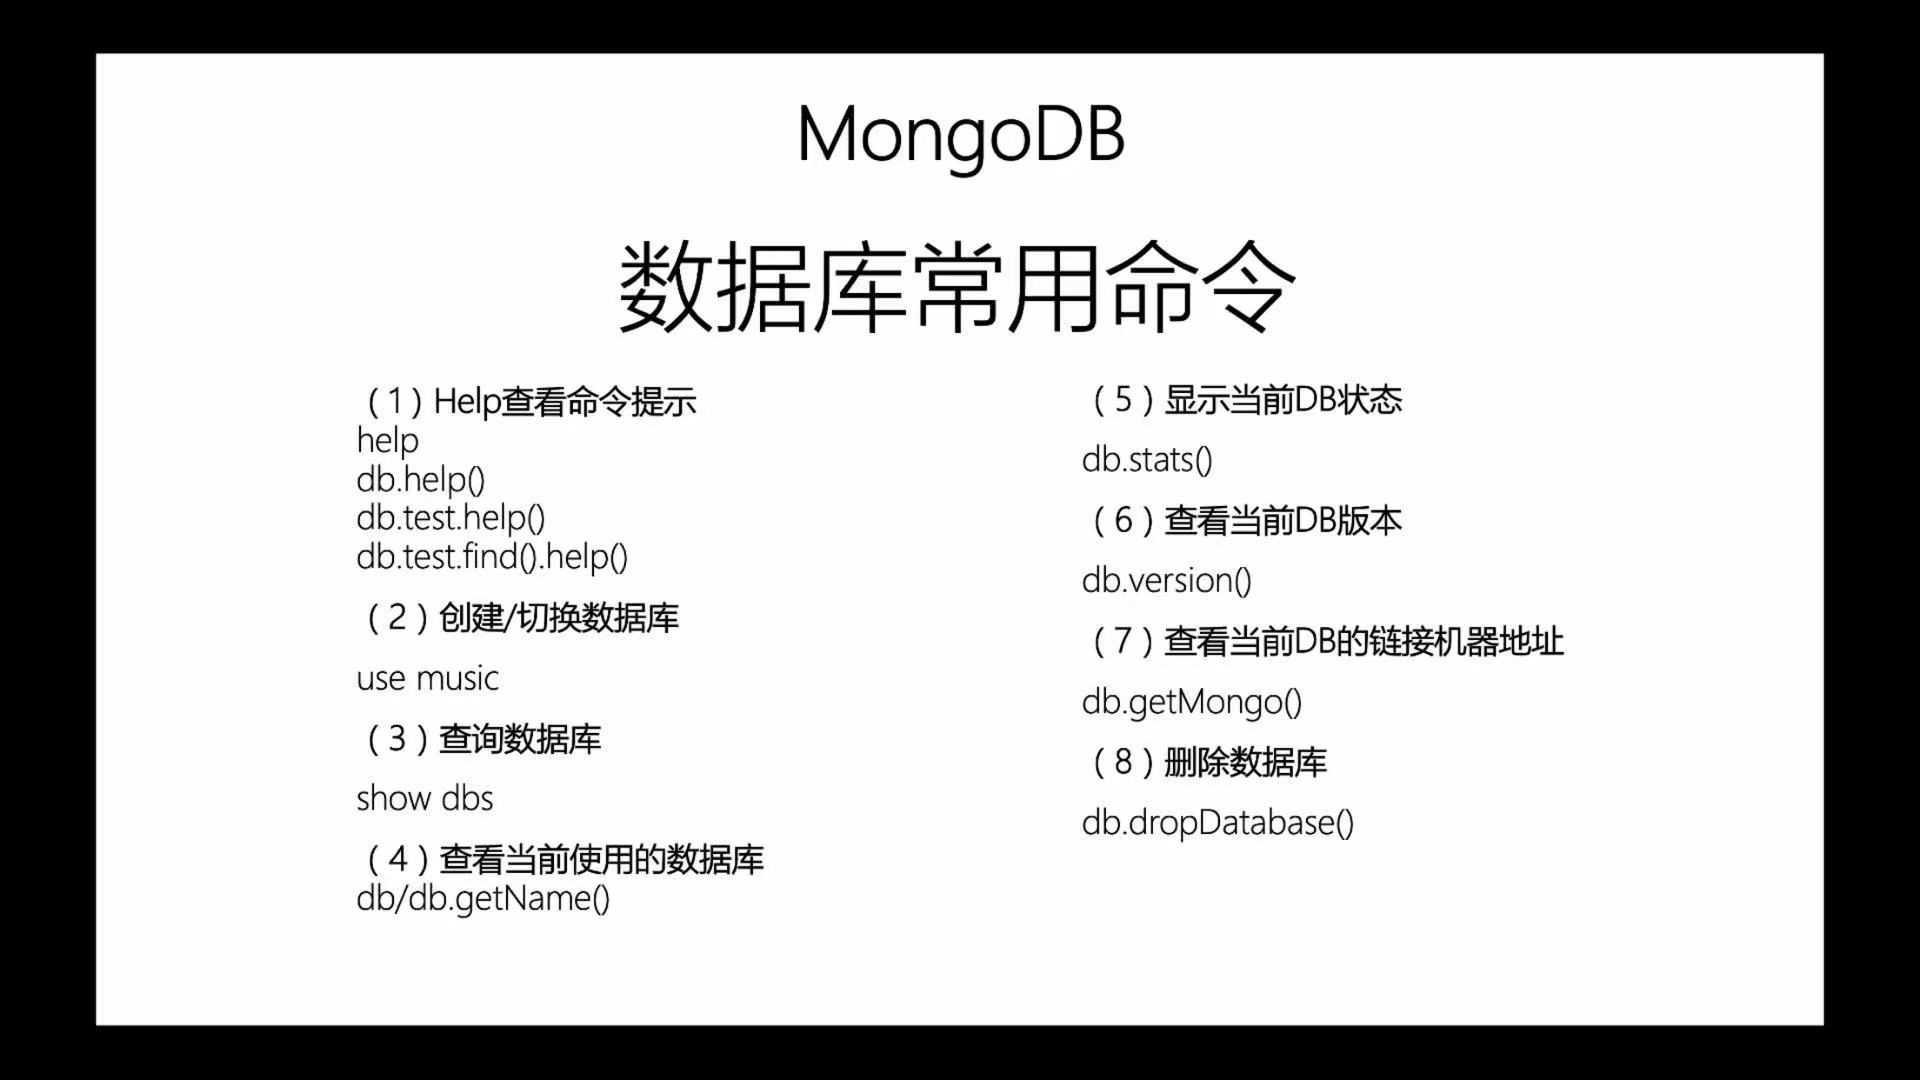 MongoDB
数据库常用命令
（1）Help查看命令提示
help
db.help()
db.test.help()
db.test.find().help()
（2）创建/切换数据库
use music
（3）查询数据库
show dbs
（4）查看当前使用的数据库
db/db.getName()
（5）显示当前DB状态
db.stats()
（6）查看当前DB版本
db.version()
（7）查看当前DB的链接机器地址
db.getMongo()
（8）删除数据库
db.dropDatabase()